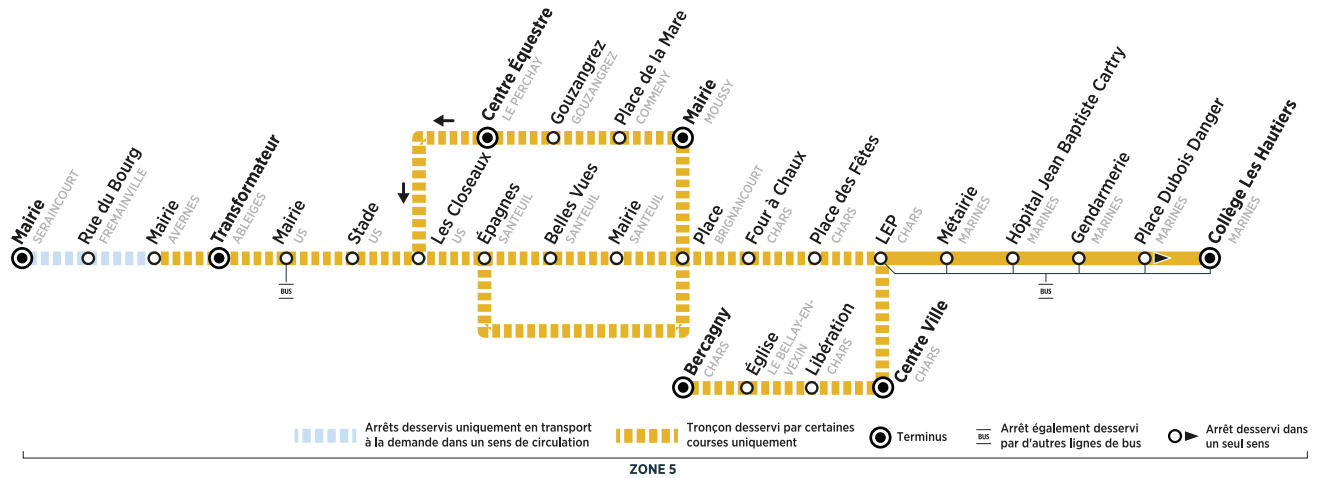 Centre Équestre
LE PERCHAY
Gouzangrez
GOUZANGREZ
Place de la Mare
COMMENY
Mairie
MOUSSY
Mairie
SERAINCOURT
Rue du Bourg
FREMAINVILLE
Mairie
AVERNES
Transformateur
ABLEIGES
Mairie
US
Stade
US
Les Closeaux
US
Épagnes
SANTEUIL
Belles Vues
SANTEUIL
Mairie
SANTEUIL
Place
BRIGNANCOURT
Four à Chaux
CHARS
Place des Fêtes
CHARS
LEP
CHARS
Métairie
MARINES
Hôpital Jean Baptiste Cartry
MARINES
Gendarmerie
MARINES
Place Dubois Danger
MARINES
Collège Les Hautiers
MARINES
BUS
BUS
Bercagny
CHARS
Église
LE BELLAY-EN-
VEXIN
Libération
CHARS
Centre Ville
CHARS
Arrêts desservis uniquement en transport
à la demande dans un sens de circulation
Tronçon desservi par certaines
courses uniquement
Terminus
BUS
Arrêt également desservi
par d'autres lignes de bus
Arrêt desservi dans
un seul sens
ZONE 5